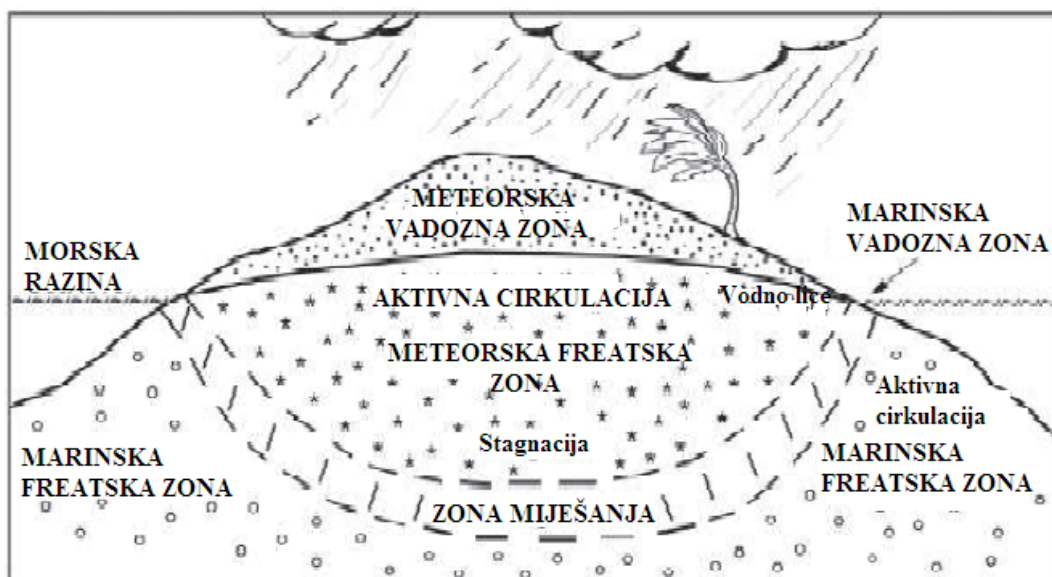 METEORSKA
VADOZNA ZONA
MARINSKA
VADOZNA ZONA
MORSKA
RAZINA
AKTIVNA CIRKULACIJA
Vodno lice
METEORSKA FREATSKA
ZONA
Aktivna
cirkulacija
Stagnacija
MARINSKA
FREATSKA ZONA
MARINSKA
FREATSKA ZONA
ZONA MIJEŠANJA